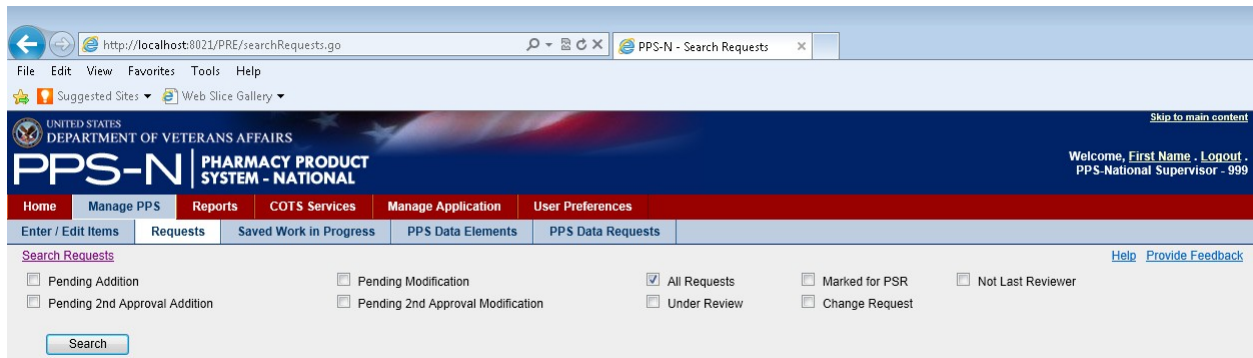 http://localhost:8021/PRE/searchRequests.go
PPS-N - Search Requests
File Edit View Favorites Tools Help
Suggested Sites Web Slice Gallery
Skip to main content
UNITED STATES
DEPARTMENT OF VETERANS AFFAIRS
PPS-N PHARMACY PRODUCT
SYSTEM - NATIONAL
Welcome, First Name . Logout .
PPS-National Supervisor - 999
Home Manage PPS Reports COTS Services Manage Application User Preferences
Enter / Edit Items Requests Saved Work in Progress PPS Data Elements PPS Data Requests
Search Requests Help Provide Feedback
Pending Addition Pending Modification All Requests Marked for PSR Not Last Reviewer
Pending 2nd Approval Addition Pending 2nd Approval Modification Under Review Change Request
Search